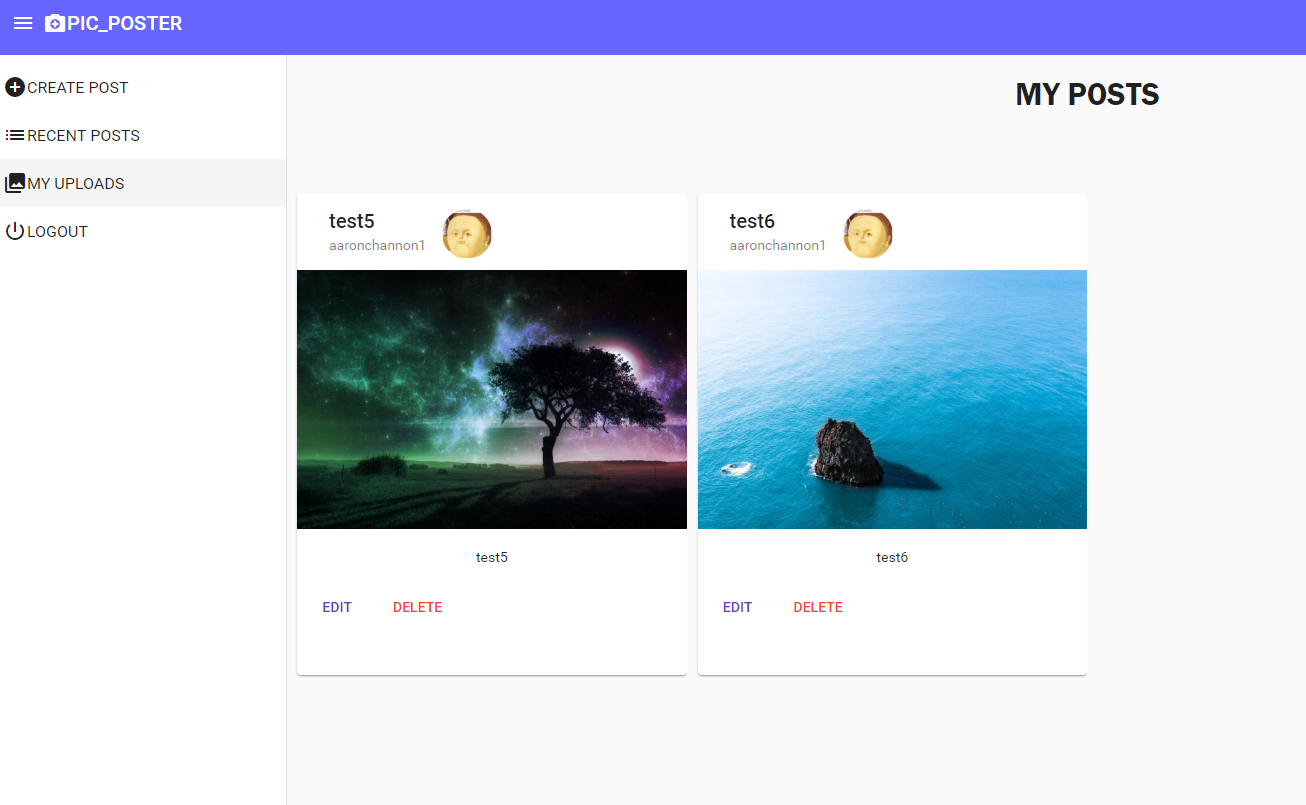 PIC_POSTER
CREATE POST
RECENT POSTS
MY UPLOADS
LOGOUT
MY POSTS
test5
aaronchannon1
test5
EDIT DELETE
test6
aaronchannon1
test6
EDIT DELETE